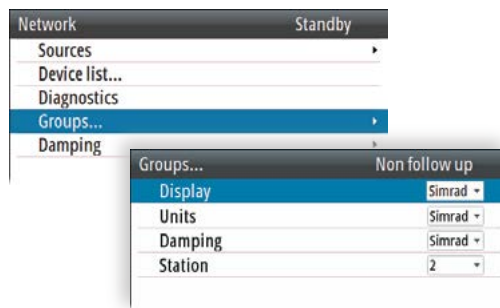 Network Standby
Sources
Device list...
Diagnostics
Groups...
Damping
Groups... Non follow up
Display Simrad
Units Simrad
Damping Simrad
Station 2